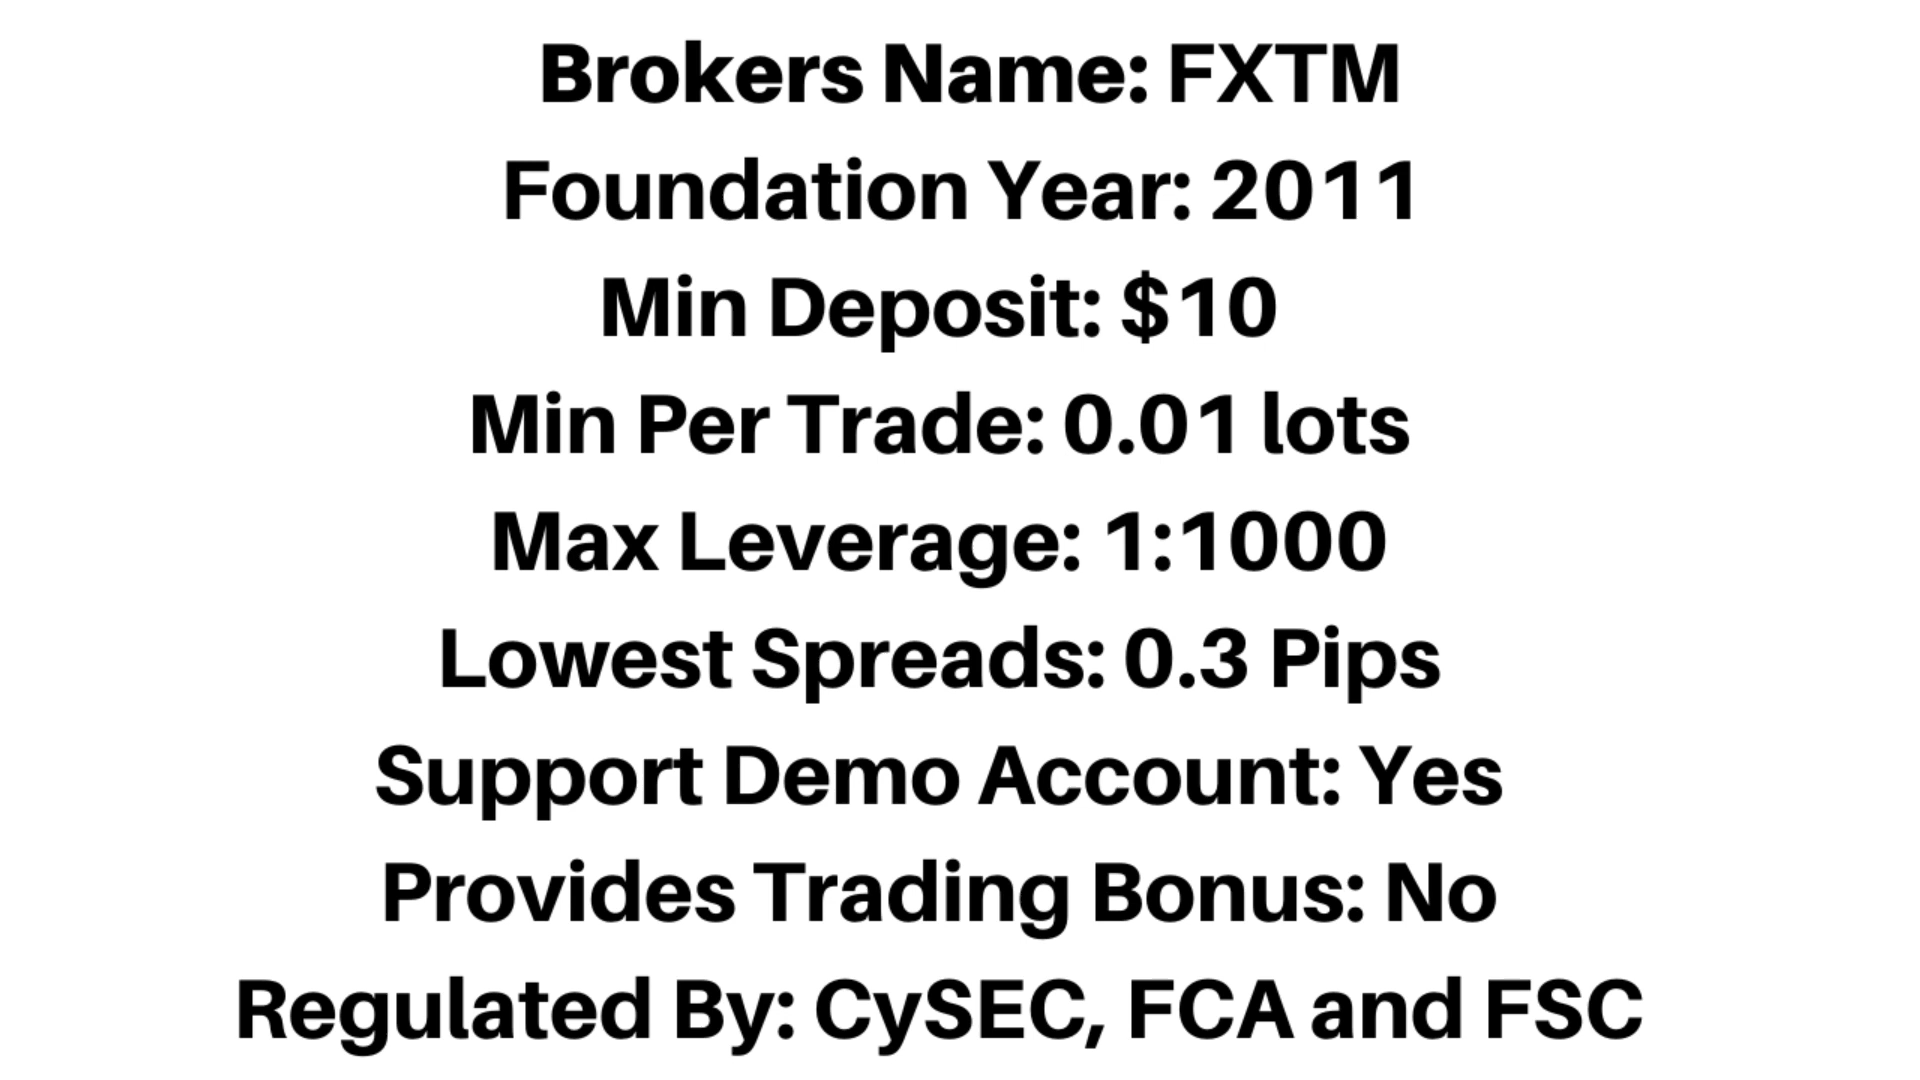 Brokers Name: FXTM
Foundation Year: 2011
Min Deposit: $10
Min Per Trade: 0.01 lots
Max Leverage: 1:1000
Lowest Spreads: 0.3 Pips
Support Demo Account: Yes
Provides Trading Bonus: No
Regulated By: CySEC, FCA and FSC